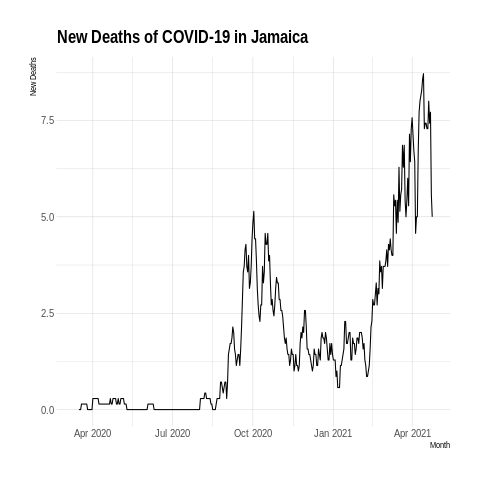 New Deaths of COVID-19 in Jamaica
New Deaths
7.5
5.0
2.5
0.0
Apr 2020 Jul 2020 Oct 2020 Jan 2021 Apr 2021
Month